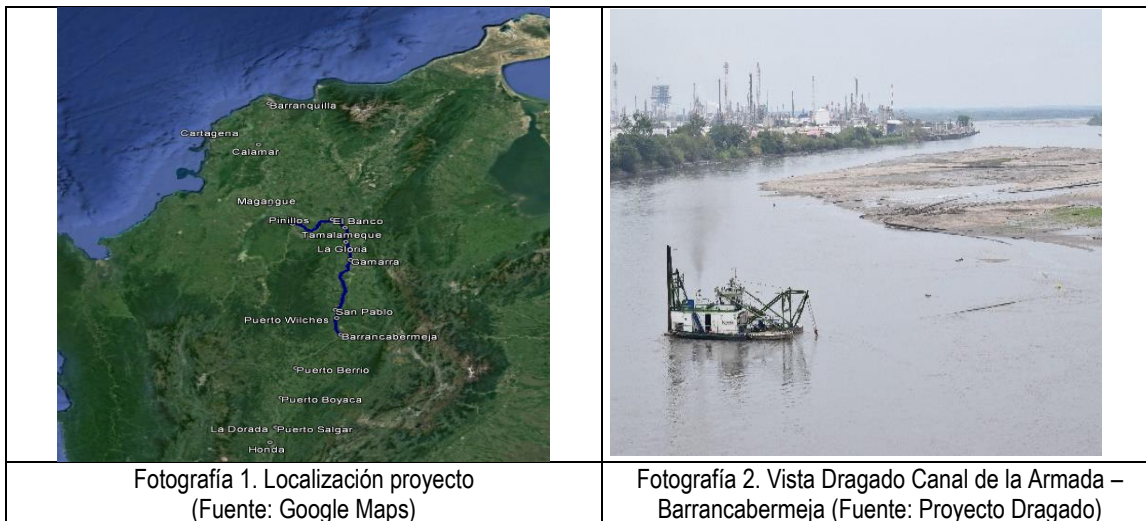 Barranquilla
Cartagena
Calamar
Magangue
Pinillos
El Banco
Tamalameque
La Gloria
Gamarra
San Pablo
Puerto Wilches
Barrancabermeja
Puerto Berrio
Puerto Boyaca
La Dorada Puerto Salgar
Honda
Fotografía 1. Localización proyecto
(Fuente: Google Maps)
Fotografía 2. Vista Dragado Canal de la Armada –
Barrancabermeja (Fuente: Proyecto Dragado)